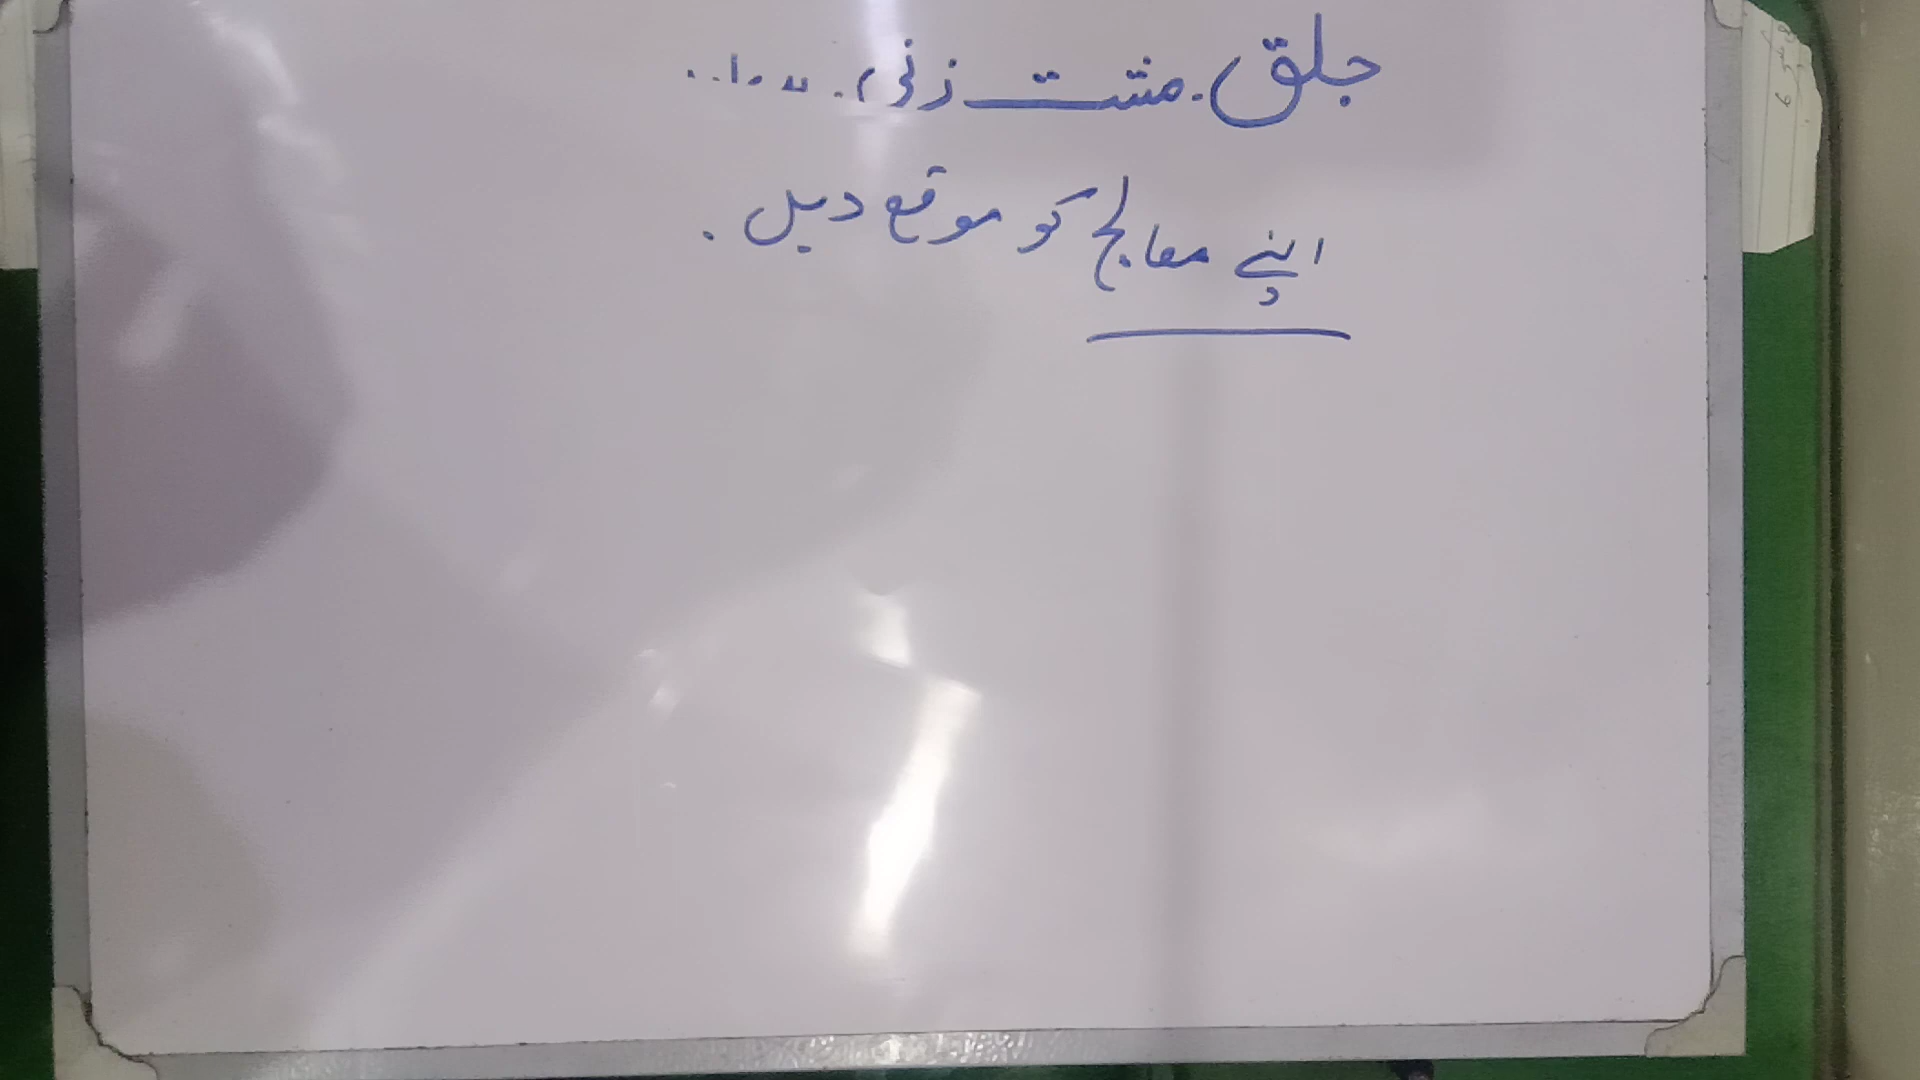 جلق . مشت زنی .
اپنے معالج کو موقع دیں .